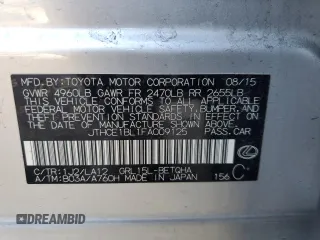 MFD. BY: TOYOTA MOTOR CORPORATION 08/15
GVWR 4960LB GAWR FR 2470LB RR 2655LB
THIS VEHICLE CONFORMS TO ALL APPLICABLE
FEDERAL MOTOR VEHICLE SAFETY, BUMPER, AND
THEFT PREVENTION STANDARDS IN EFFECT ON
THE DATE OF MANUFACTURE SHOWN ABOVE.
JTHCE1BL1FA009125 PASS. CAR
C/TR: 1J2/LA12 GRL15L-BETQHA
A/TM: B03A/A760H MADE IN JAPAN 156 C